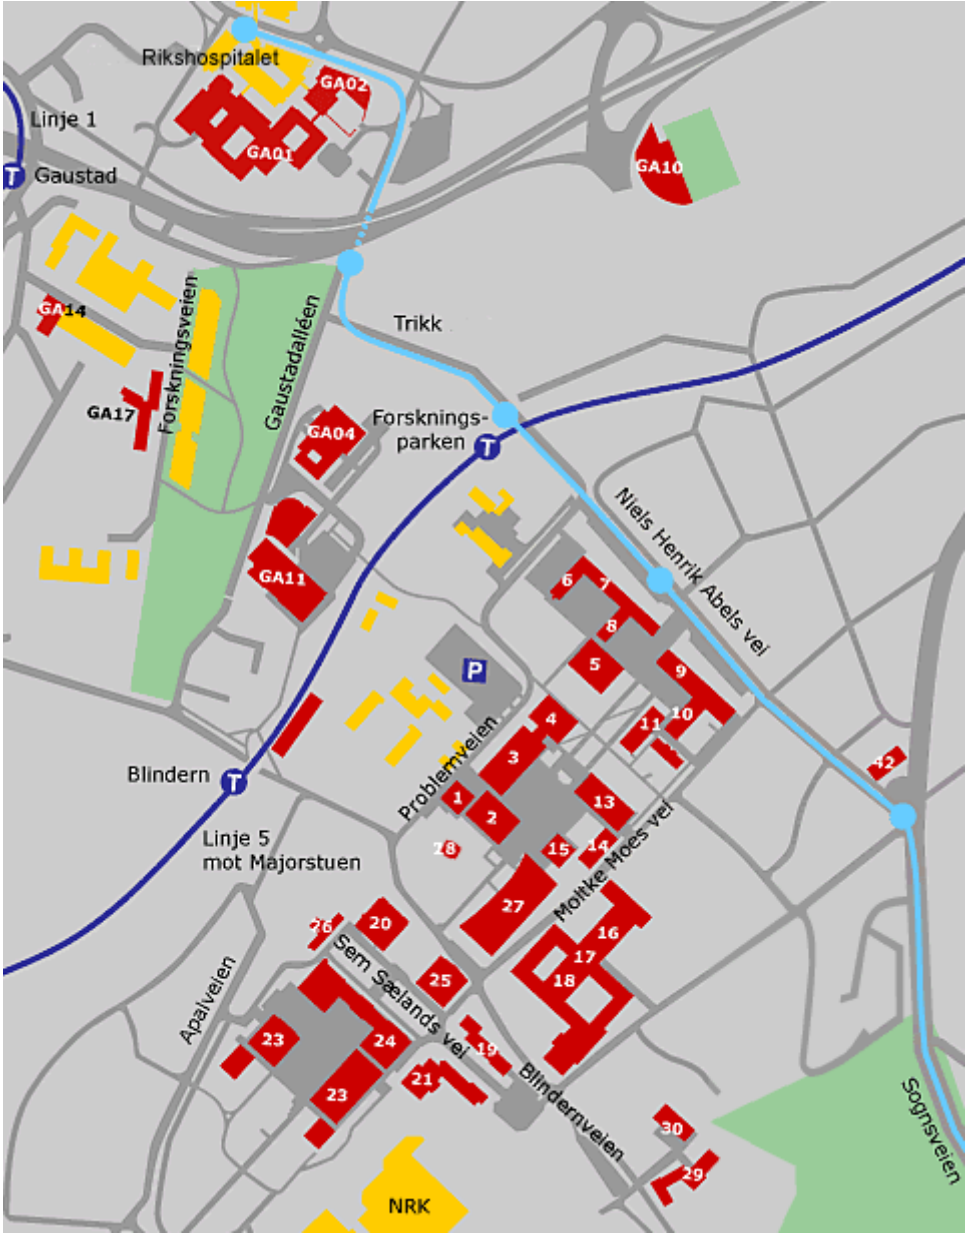 Rikshospitalet
GA02
Linje 1
GA01
GA10
T
Gaustad
GA14
Forskningsveien
Gaustadalléen
Trikk
GA17
GA04
Forsknings-
parken
T
Niels Henrik Abels vei
GA11
6
7
8
5
9
P
4
11
10
3
42
Blindern
T
Problemveien
1
2
13
Linje 5
mot Majorstuen
28
15
14
Moltke Moes vei
27
26
20
16
17
18
Sem Sælands vei
25
Apalveien
23
24
19
21
23
Blindernveien
30
29
Sognsveien
NRK